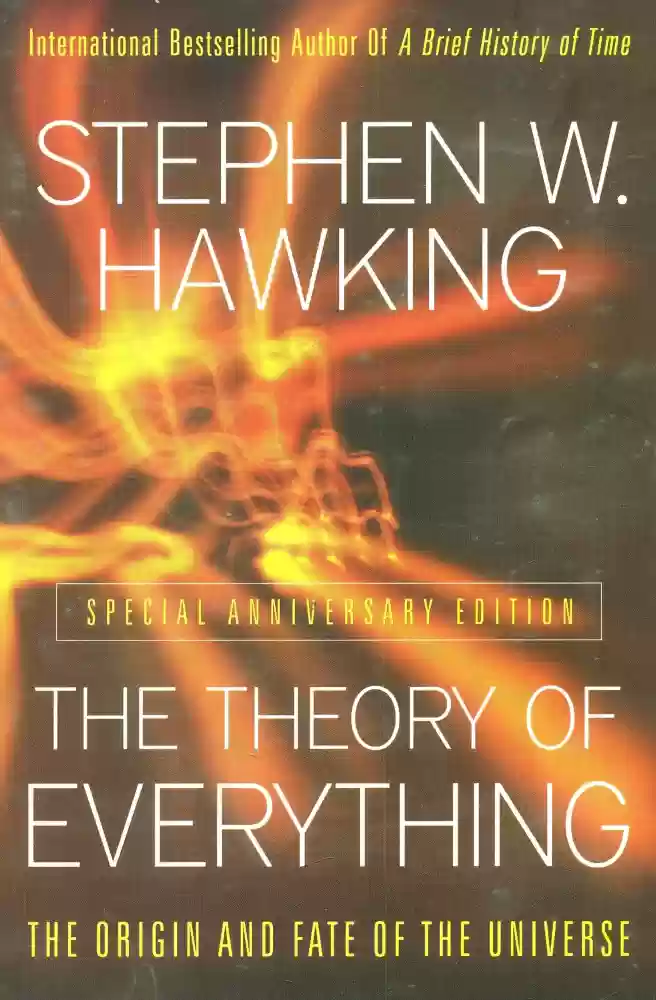 International Bestselling Author Of A Brief History of Time
STEPHEN W.
HAWKING
SPECIAL ANNIVERSARY EDITION
THE THEORY OF
EVERYTHING
THE ORIGIN AND FATE OF THE UNIVERSE